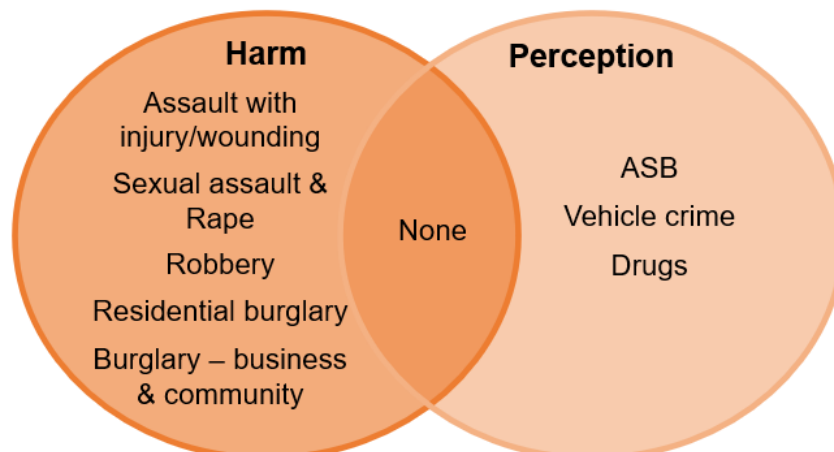 Harm
Assault with
injury/wounding
Sexual assault &
Rape
Robbery
Residential burglary
Burglary – business
& community
None
Perception
ASB
Vehicle crime
Drugs